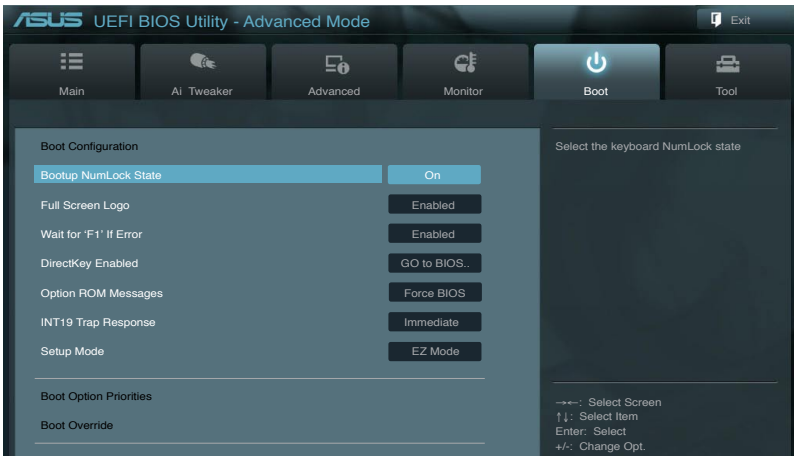 ASUS UEFI BIOS Utility - Advanced Mode
Exit
Main
Ai Tweaker
Advanced
Monitor
Boot
Tool
Boot Configuration
Bootup NumLock State On
Full Screen Logo Enabled
Wait for ‘F1’ If Error Enabled
DirectKey Enabled GO to BIOS..
Option ROM Messages Force BIOS
INT19 Trap Response Immediate
Setup Mode EZ Mode
Boot Option Priorities
Boot Override
Select the keyboard NumLock state
→←: Select Screen
↑↓: Select Item
Enter: Select
+/-: Change Opt.